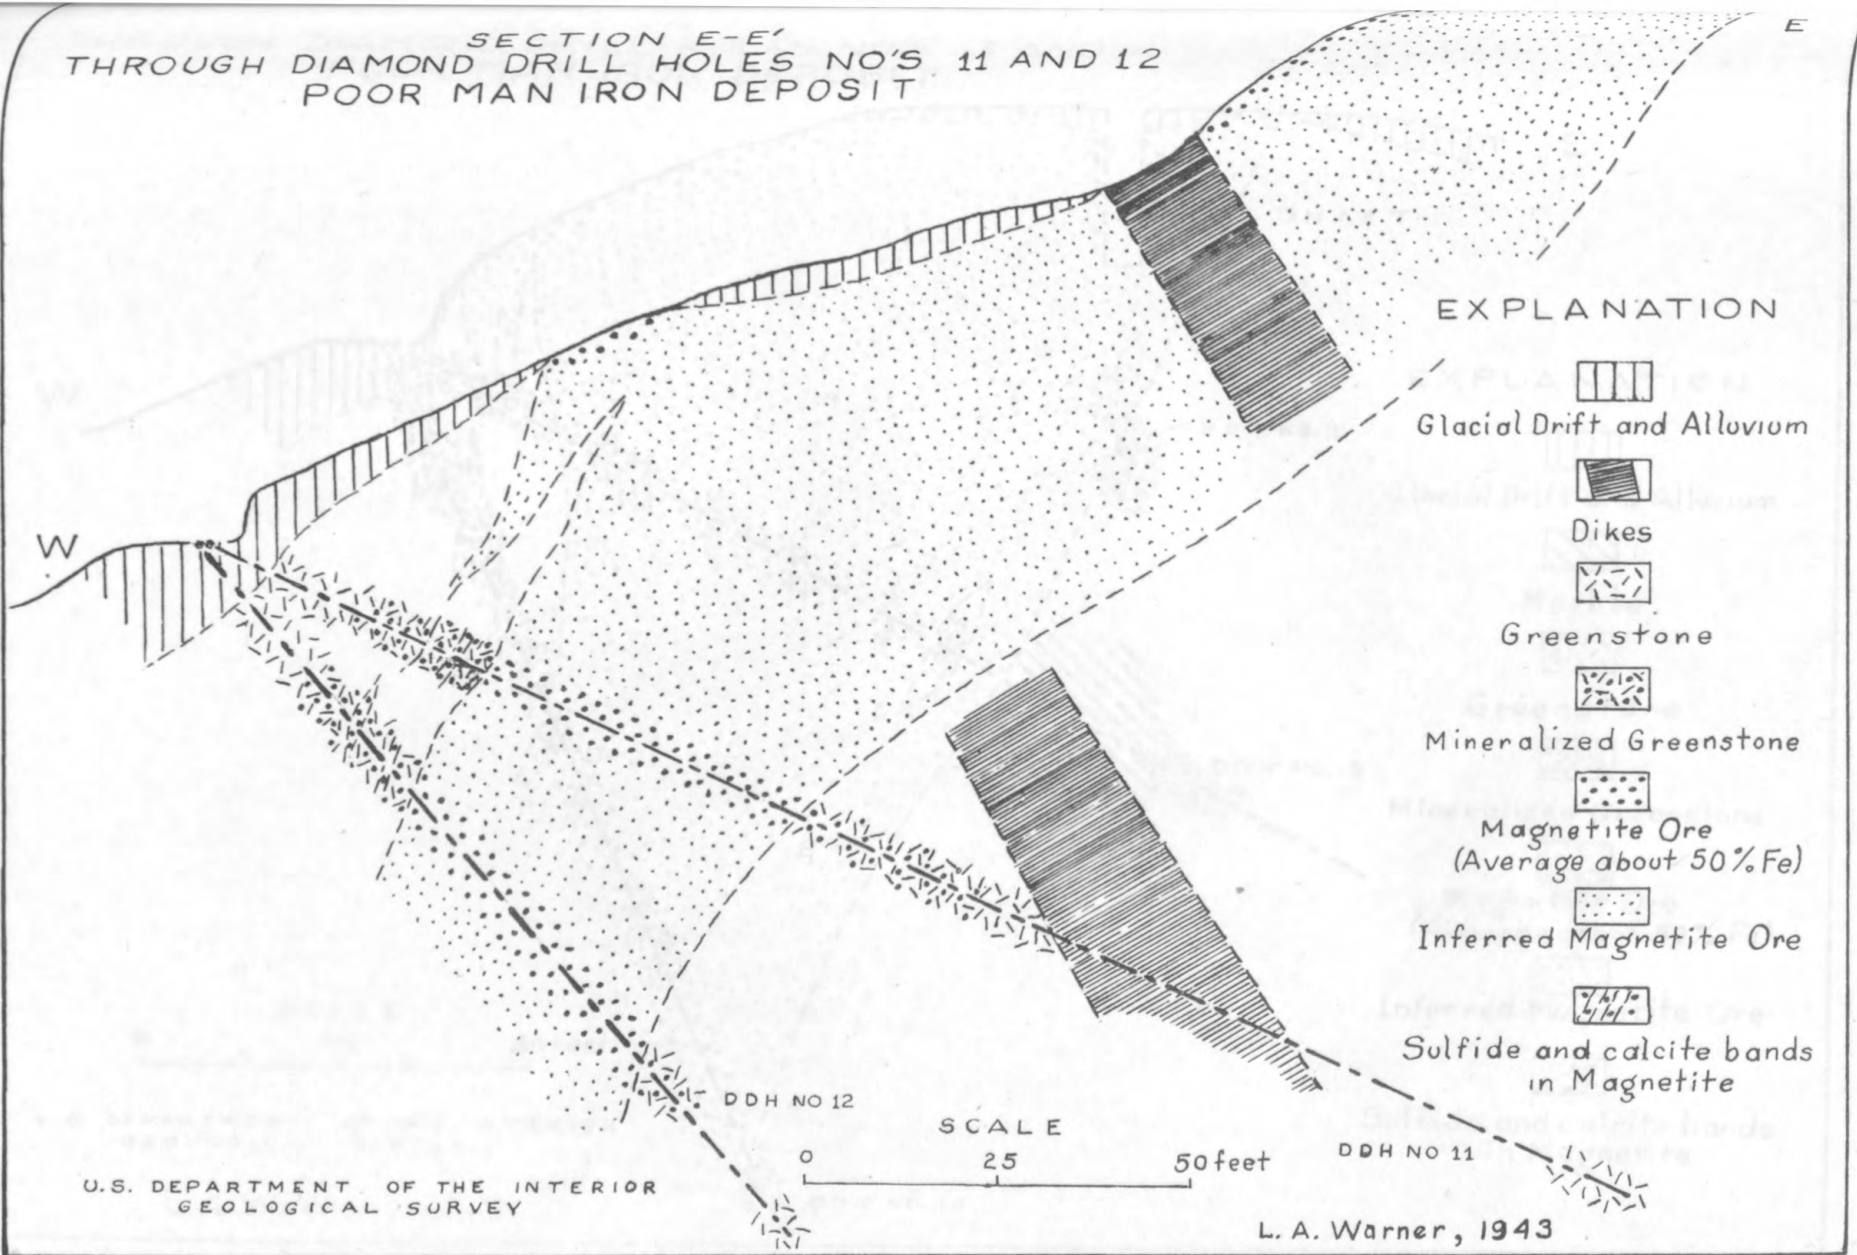 SECTION E-E′
THROUGH DIAMOND DRILL HOLES NO'S 11 AND 12
POOR MAN IRON DEPOSIT
E
W
EXPLANATION
Glacial Drift and Alluvium
Dikes
Greenstone
Mineralized Greenstone
Magnetite Ore
(Average about 50% Fe)
Inferred Magnetite Ore
Sulfide and calcite bands
in Magnetite
DDH NO 12
DDH NO 11
SCALE
0 25 50 feet
U.S. DEPARTMENT OF THE INTERIOR
GEOLOGICAL SURVEY
L. A. Warner, 1943